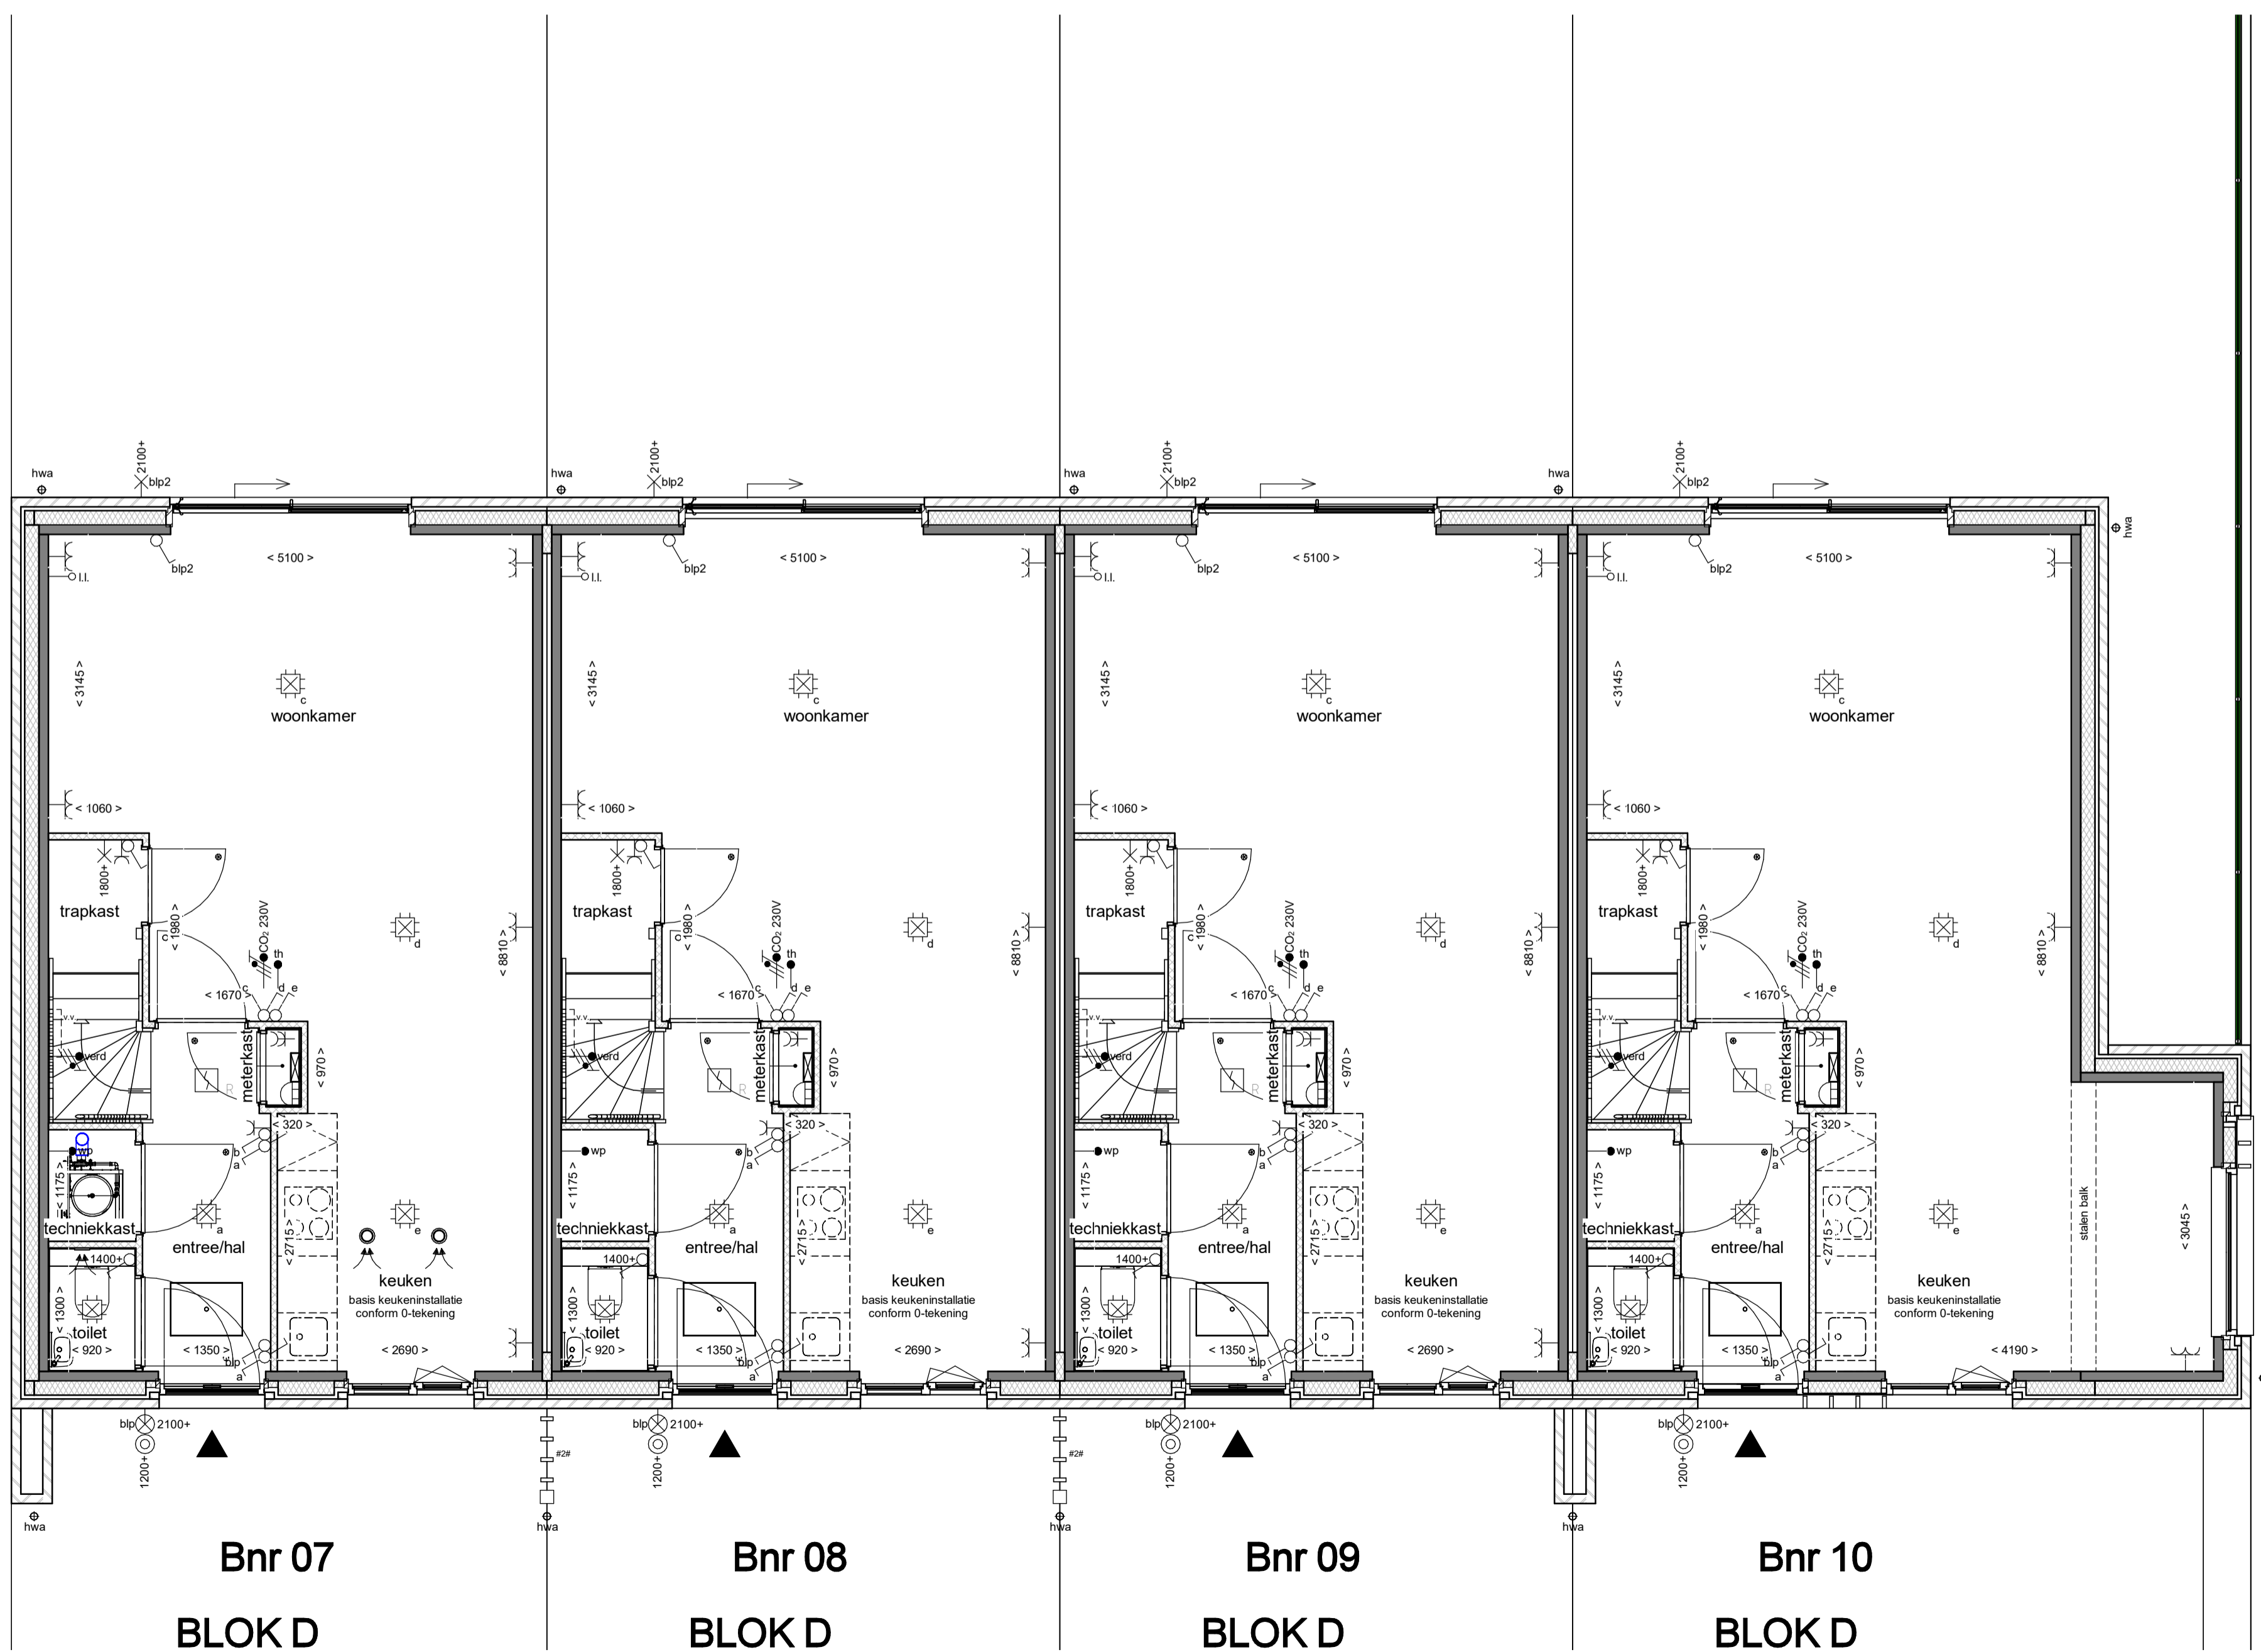 hwa
2100+
blp2
hwa
2100+
blp2
hwa
2100+
blp2
hwa
2100+
blp2
hwa
l.l.
blp2
< 5100 >
l.l.
blp2
< 5100 >
l.l.
blp2
< 5100 >
l.l.
blp2
< 5100 >
< 3145 >
c
woonkamer
< 3145 >
c
woonkamer
< 3145 >
c
woonkamer
< 3145 >
c
woonkamer
< 1060 >
< 1060 >
< 1060 >
< 1060 >
1800+
trapkast
< 1980 >
c
CO₂ 230V
th
d
< 8810 >
1800+
trapkast
< 1980 >
c
CO₂ 230V
th
d
< 8810 >
1800+
trapkast
< 1980 >
c
CO₂ 230V
th
d
< 8810 >
1800+
trapkast
< 1980 >
c
CO₂ 230V
th
d
< 8810 >
< 1670 >
c
d
e
< 1670 >
c
d
e
< 1670 >
c
d
e
< 1670 >
c
d
e
v.v.
verd
R
meterkast
< 970 >
v.v.
verd
R
meterkast
< 970 >
v.v.
verd
R
meterkast
< 970 >
v.v.
verd
R
meterkast
< 970 >
wp
< 1175 >
techniekkast
b
a
< 320 >
a
entree/hal
< 2715 >
e
wp
< 1175 >
techniekkast
b
a
< 320 >
a
entree/hal
< 2715 >
e
wp
< 1175 >
techniekkast
b
a
< 320 >
a
entree/hal
< 2715 >
e
wp
< 1175 >
techniekkast
b
a
< 320 >
a
entree/hal
< 2715 >
e
stalen balk
< 3045 >
1400+
< 1300 >
toilet
< 920 >
< 1350 >
blp
a
keuken
basis keukeninstallatie
conform 0-tekening
< 2690 >
1400+
< 1300 >
toilet
< 920 >
< 1350 >
blp
a
keuken
basis keukeninstallatie
conform 0-tekening
< 2690 >
1400+
< 1300 >
toilet
< 920 >
< 1350 >
blp
a
keuken
basis keukeninstallatie
conform 0-tekening
< 2690 >
1400+
< 1300 >
toilet
< 920 >
< 1350 >
blp
a
keuken
basis keukeninstallatie
conform 0-tekening
< 4190 >
blp
2100+
1200+
#2#
blp
2100+
1200+
#2#
blp
2100+
1200+
blp
2100+
1200+
hwa
hwa
hwa
hwa
Bnr 07
Bnr 08
Bnr 09
Bnr 10
BLOK D
BLOK D
BLOK D
BLOK D